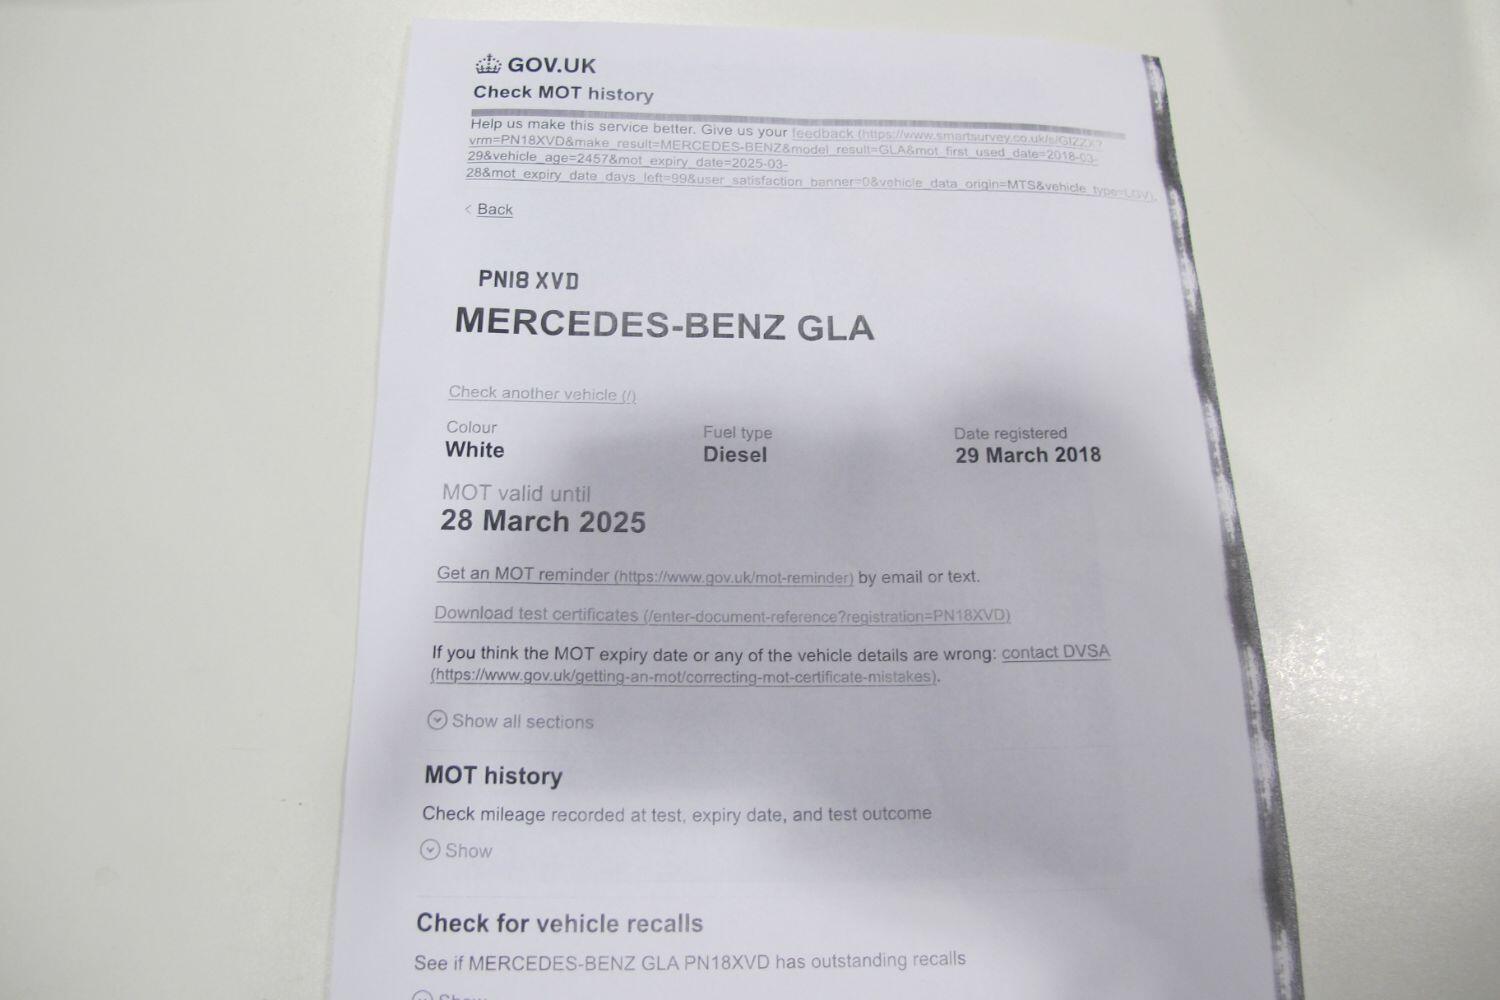 GOV.UK
Check MOT history
Help us make this service better. Give us your feedback (https://www.smartsurvey.co.uk/s/GI2ZX?
vrm=PN18XVD&make_result=MERCEDES-BENZ&model_result=GLA&mot_first_used_date=2018-03-
29&vehicle_age=2457&mot_expiry_date=2025-03-
28&mot_expiry_date_days_left=99&user_satisfaction_banner=0&vehicle_data_origin=MTS&vehicle_type=LGV).
Back
PN18 XVD
MERCEDES-BENZ GLA
Check another vehicle (/)
Colour Fuel type Date registered
White Diesel 29 March 2018
MOT valid until
28 March 2025
Get an MOT reminder (https://www.gov.uk/mot-reminder) by email or text.
Download test certificates (/enter-document-reference?registration=PN18XVD)
If you think the MOT expiry date or any of the vehicle details are wrong: contact DVSA
(https://www.gov.uk/getting-an-mot/correcting-mot-certificate-mistakes).
Show all sections
MOT history
Check mileage recorded at test, expiry date, and test outcome
Show
Check for vehicle recalls
See if MERCEDES-BENZ GLA PN18XVD has outstanding recalls
Show